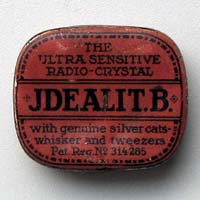 THE
ULTRA SENSITIVE
RADIO-CRYSTAL
JDEALIT.B.
with genuine silver cats-
whisker and tweezers
Pat. Reg. Nº 314285